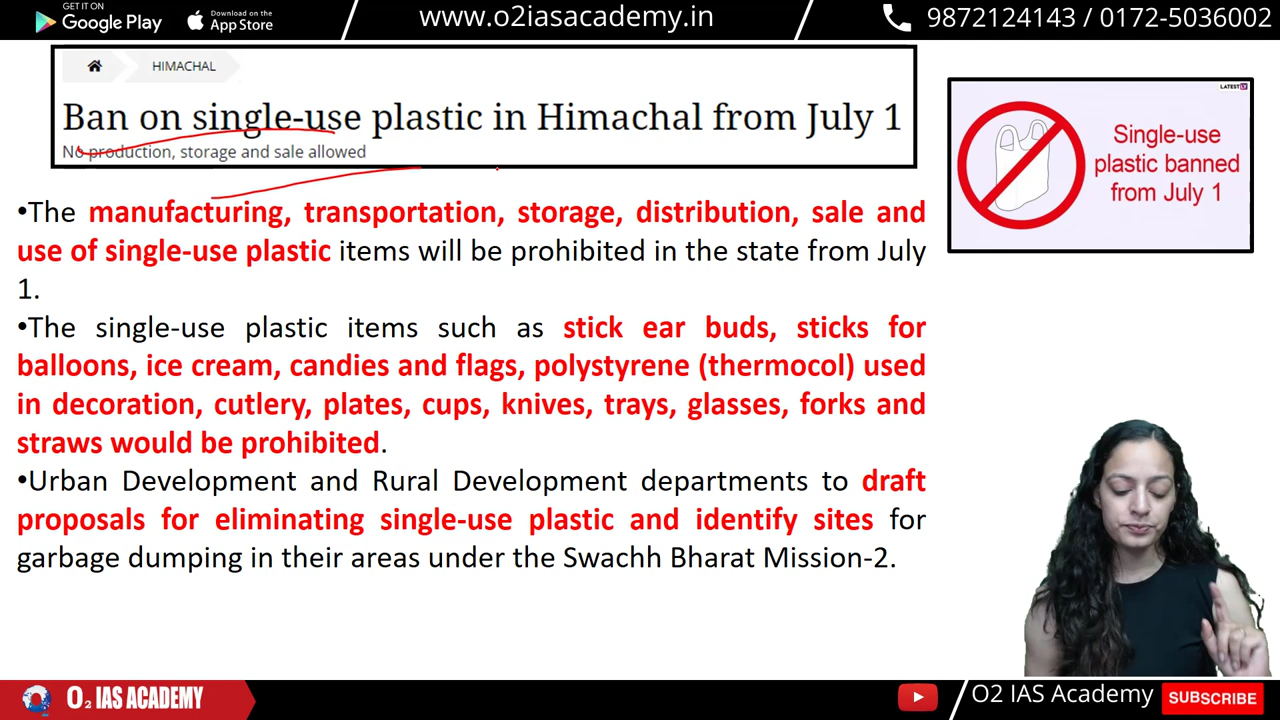 GET IT ON
Google Play
Download on the
App Store
www.o2iasacademy.in
9872124143 / 0172-5036002
HIMACHAL
Ban on single-use plastic in Himachal from July 1
No production, storage and sale allowed
LATESTLY
Single-use
plastic banned
from July 1
•The manufacturing, transportation, storage, distribution, sale and
use of single-use plastic items will be prohibited in the state from July
1.
•The single-use plastic items such as stick ear buds, sticks for
balloons, ice cream, candies and flags, polystyrene (thermocol) used
in decoration, cutlery, plates, cups, knives, trays, glasses, forks and
straws would be prohibited.
•Urban Development and Rural Development departments to draft
proposals for eliminating single-use plastic and identify sites for
garbage dumping in their areas under the Swachh Bharat Mission-2.
O₂ IAS ACADEMY
O2 IAS Academy
SUBSCRIBE